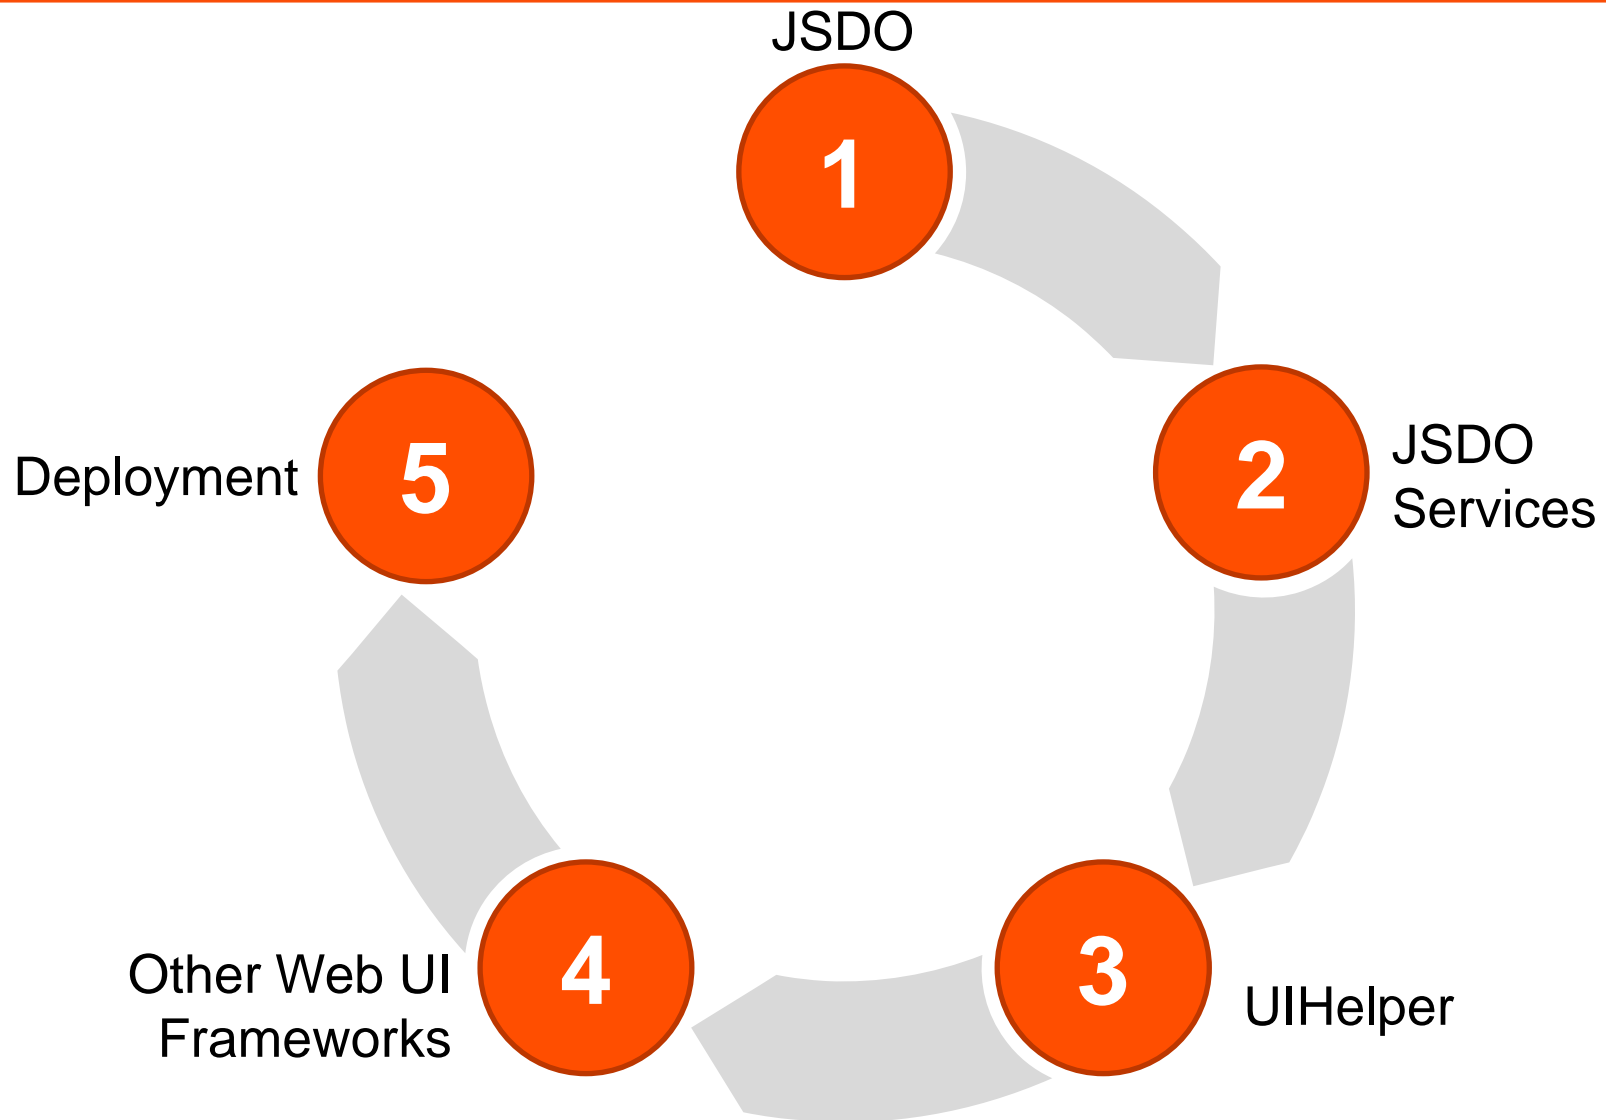 JSDO
1
2
JSDO
Services
3
UIHelper
4
Other Web UI
Frameworks
5
Deployment